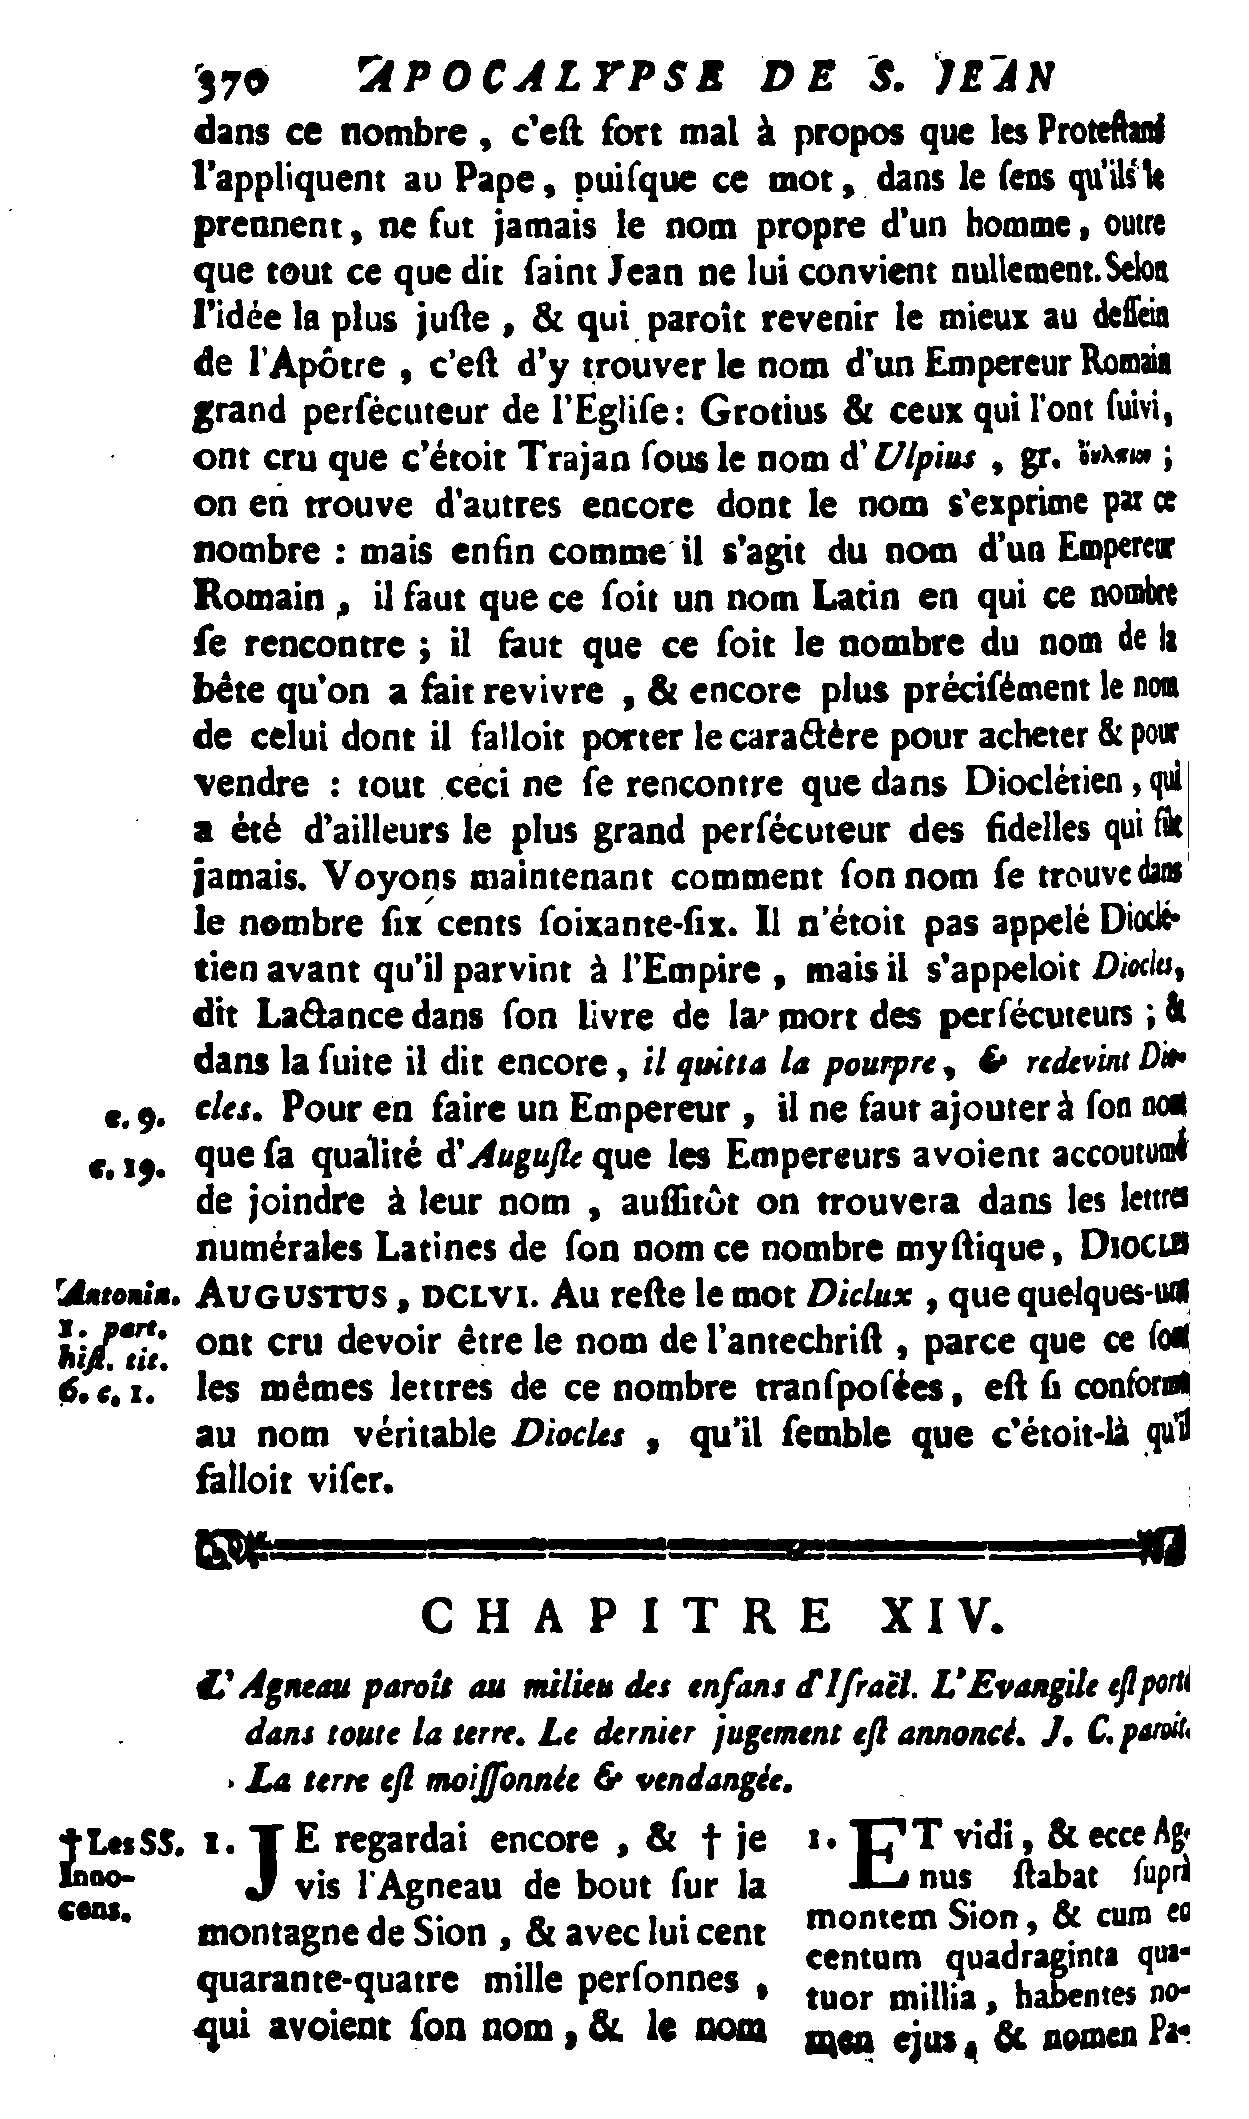 370 APOCALYPSE DE S. JEAN
dans ce nombre, c'eſt fort mal à propos que les Proteſtans
l'appliquent au Pape, puiſque ce mot, dans le ſens qu'ils le
prennent, ne fut jamais le nom propre d'un homme, outre
que tout ce que dit ſaint Jean ne lui convient nullement. Selon
l'idée la plus juſte, & qui paroît revenir le mieux au deſſein
de l'Apôtre, c'eſt d'y trouver le nom d'un Empereur Romain
grand perſécuteur de l'Egliſe: Grotius & ceux qui l'ont ſuivi,
ont cru que c'étoit Trajan ſous le nom d'Ulpius, gr. ;
on en trouve d'autres encore dont le nom s'exprime par ce
nombre : mais enfin comme il s'agit du nom d'un Empereur
Romain, il faut que ce ſoit un nom Latin en qui ce nombre
ſe rencontre ; il faut que ce ſoit le nombre du nom de la
bête qu'on a fait revivre, & encore plus préciſément le nom
de celui dont il falloit porter le caractère pour acheter & pour
vendre : tout ceci ne ſe rencontre que dans Dioclétien, qui
a été d'ailleurs le plus grand perſécuteur des fidelles qui fût
jamais. Voyons maintenant comment ſon nom ſe trouve dans
le nombre ſix cents ſoixante-ſix. Il n'étoit pas appelé Dioclé-
tien avant qu'il parvint à l'Empire, mais il s'appeloit Diocles,
dit Lactance dans ſon livre de la mort des perſécuteurs ; &
dans la ſuite il dit encore, il quitta la pourpre, & redevint Dio-
c. 9. cles. Pour en faire un Empereur, il ne faut ajouter à ſon nom
c. 19. que ſa qualité d'Auguſte que les Empereurs avoient accoutumé
de joindre à leur nom, auſſitôt on trouvera dans les lettres
numérales Latines de ſon nom ce nombre myſtique, DIOCLES
Antonin. AUGUSTUS, DCLVI. Au reſte le mot Diclux, que quelques-uns
1. part. ont cru devoir être le nom de l'antechriſt, parce que ce ſont
hiſt. tit.
6. c. 1. les mêmes lettres de ce nombre tranſpoſées, eſt ſi conforme
au nom véritable Diocles, qu'il ſemble que c'étoit-là qu'il
falloit viſer.
CHAPITRE XIV.
L'Agneau paroît au milieu des enfans d'Iſraël. L'Evangile eſt porté
dans toute la terre. Le dernier jugement eſt annoncé. J. C. paroît.
La terre eſt moiſſonnée & vendangée.
† Les SS.
Inno-
cens.
1. JE regardai encore, & † je
vis l'Agneau de bout ſur la
montagne de Sion, & avec lui cent
quarante-quatre mille perſonnes,
qui avoient ſon nom, & le nom
1. ET vidi, & ecce Ag-
nus ſtabat ſuprà
montem Sion, & cum eo
centum quadraginta qua-
tuor millia, habentes no-
men ejus, & nomen Pa-